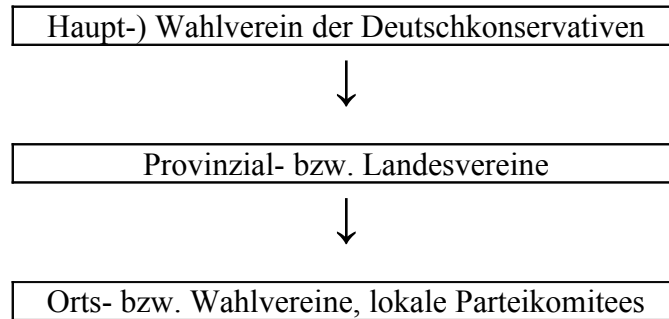 Haupt-) Wahlverein der Deutschkonservativen
Provinzial- bzw. Landesvereine
Orts- bzw. Wahlvereine, lokale Parteikomitees